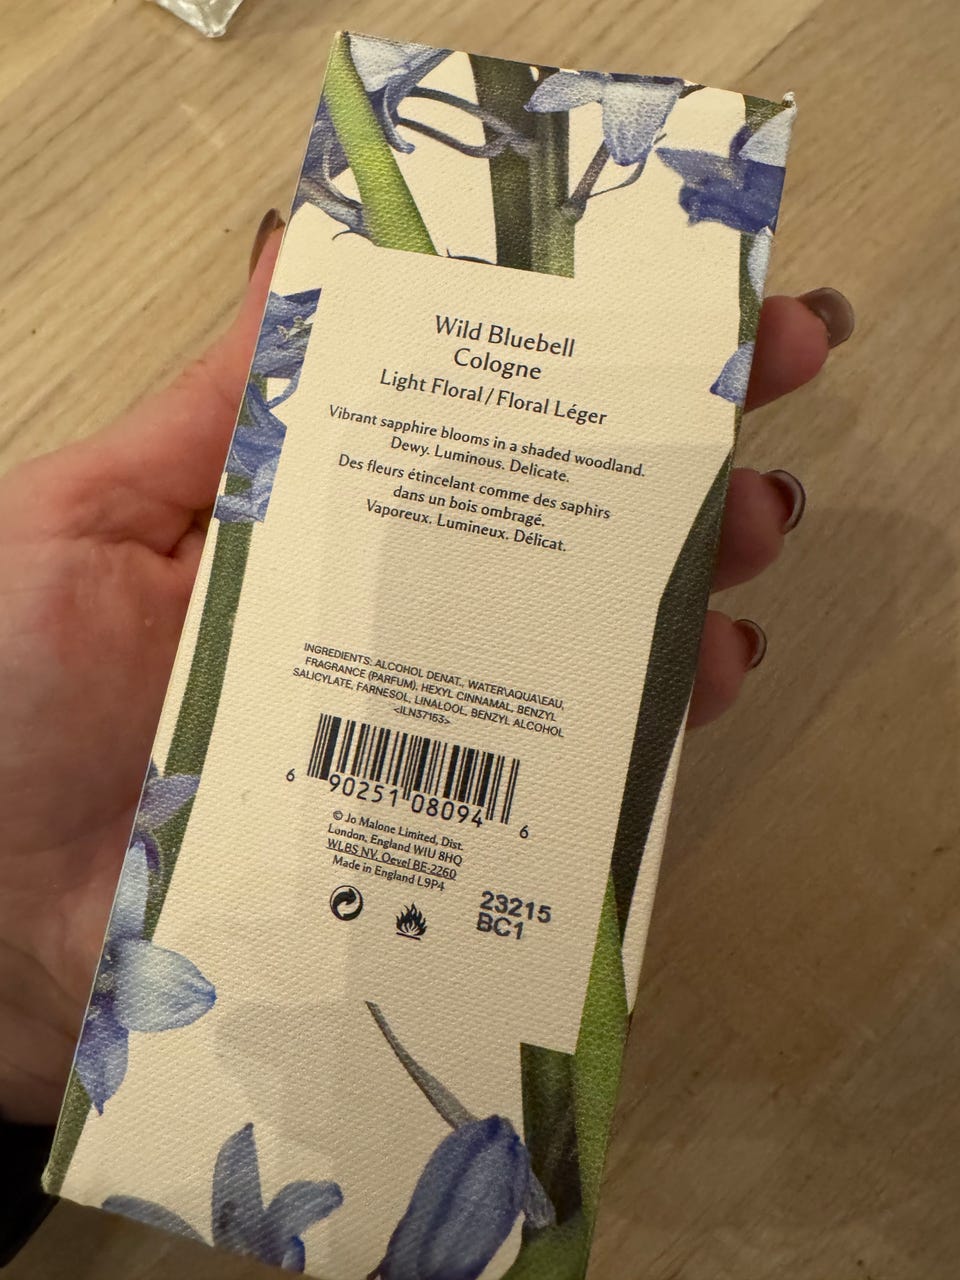 Wild Bluebell
Cologne
Light Floral / Floral Léger
Vibrant sapphire blooms in a shaded woodland.
Dewy. Luminous. Delicate.
Des fleurs étincelant comme des saphirs
dans un bois ombragé.
Vaporeux. Lumineux. Délicat.
INGREDIENTS: ALCOHOL DENAT., WATER\AQUA\EAU,
FRAGRANCE (PARFUM), HEXYL CINNAMAL, BENZYL
SALICYLATE, FARNESOL, LINALOOL, BENZYL ALCOHOL
<ILN37153>
6 90251 08094 6
© Jo Malone Limited, Dist.
London, England W1U 8HQ
WLBS NV, Oevel BE-2260
Made in England L9P4
23215
BC1